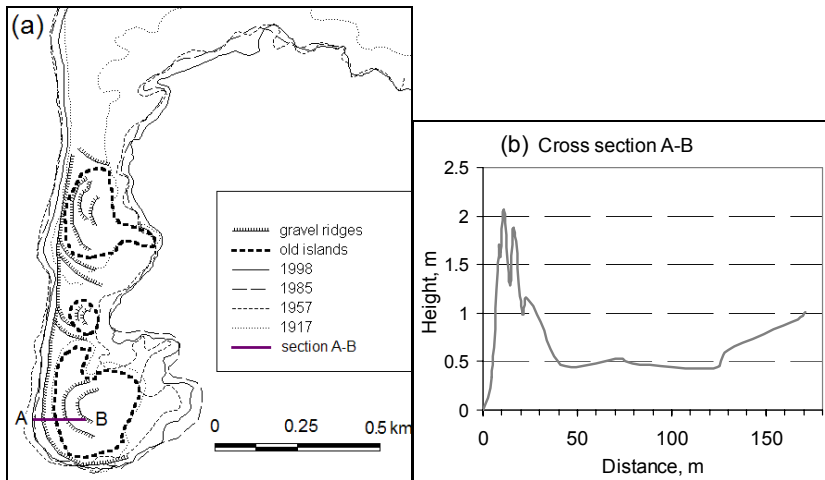 (a)
gravel ridges
old islands
1998
1985
1957
1917
section A-B
A B
0 0.25 0.5 km
(b) Cross section A-B
2.5
2
1.5
1
0.5
0
Height, m
0 50 100 150
Distance, m